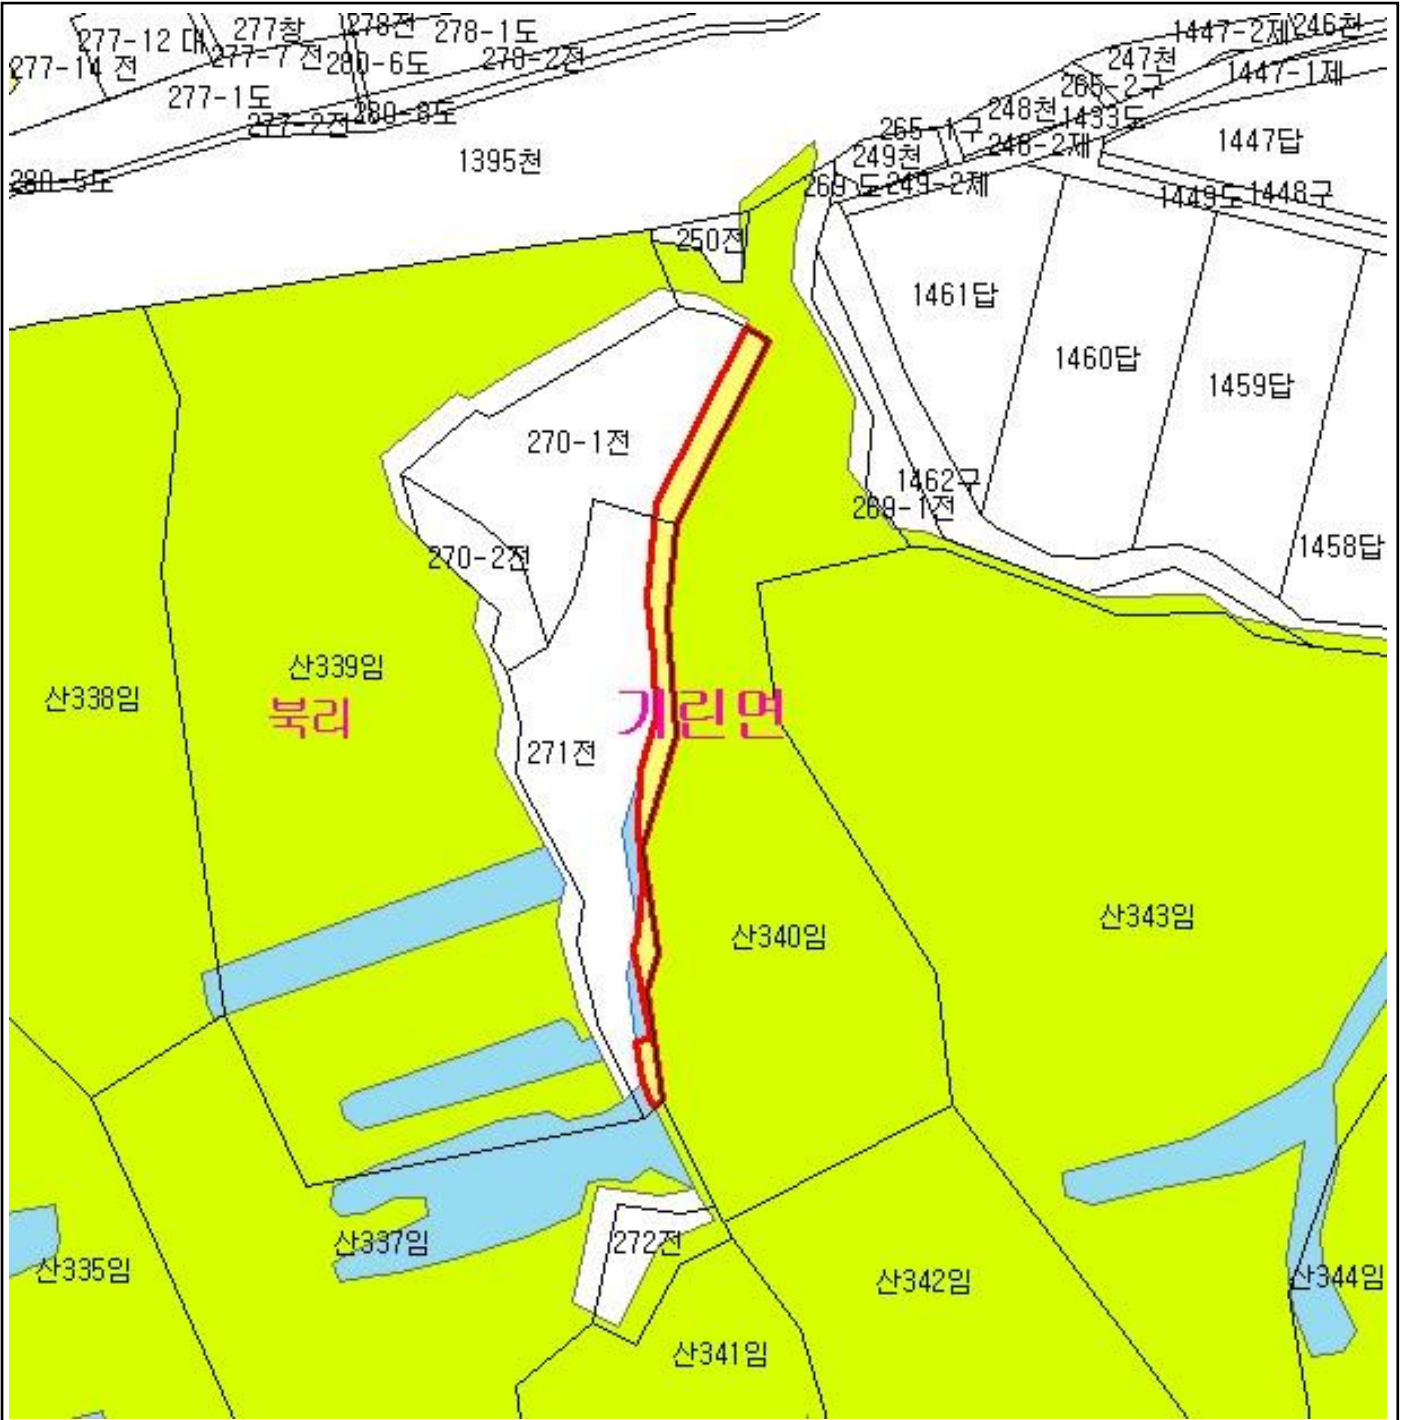 277-12 대
277창
278전
278-1도
1447-2제
246천
277-14 전
277-7 전
280-6도
278-2전
247천
1447-1제
277-1도
265-2구
277-2전
280-8도
248천
1433도
265-1구
1395천
249천
248-2제
1447답
280-5도
269 도
249-2제
1449도
1448구
250전
1461답
1460답
1459답
270-1전
1462구
269-1전
270-2전
1458답
산339임
산338임
북리
기린면
271전
산343임
산340임
산337임
272전
산335임
산342임
산344임
산341임